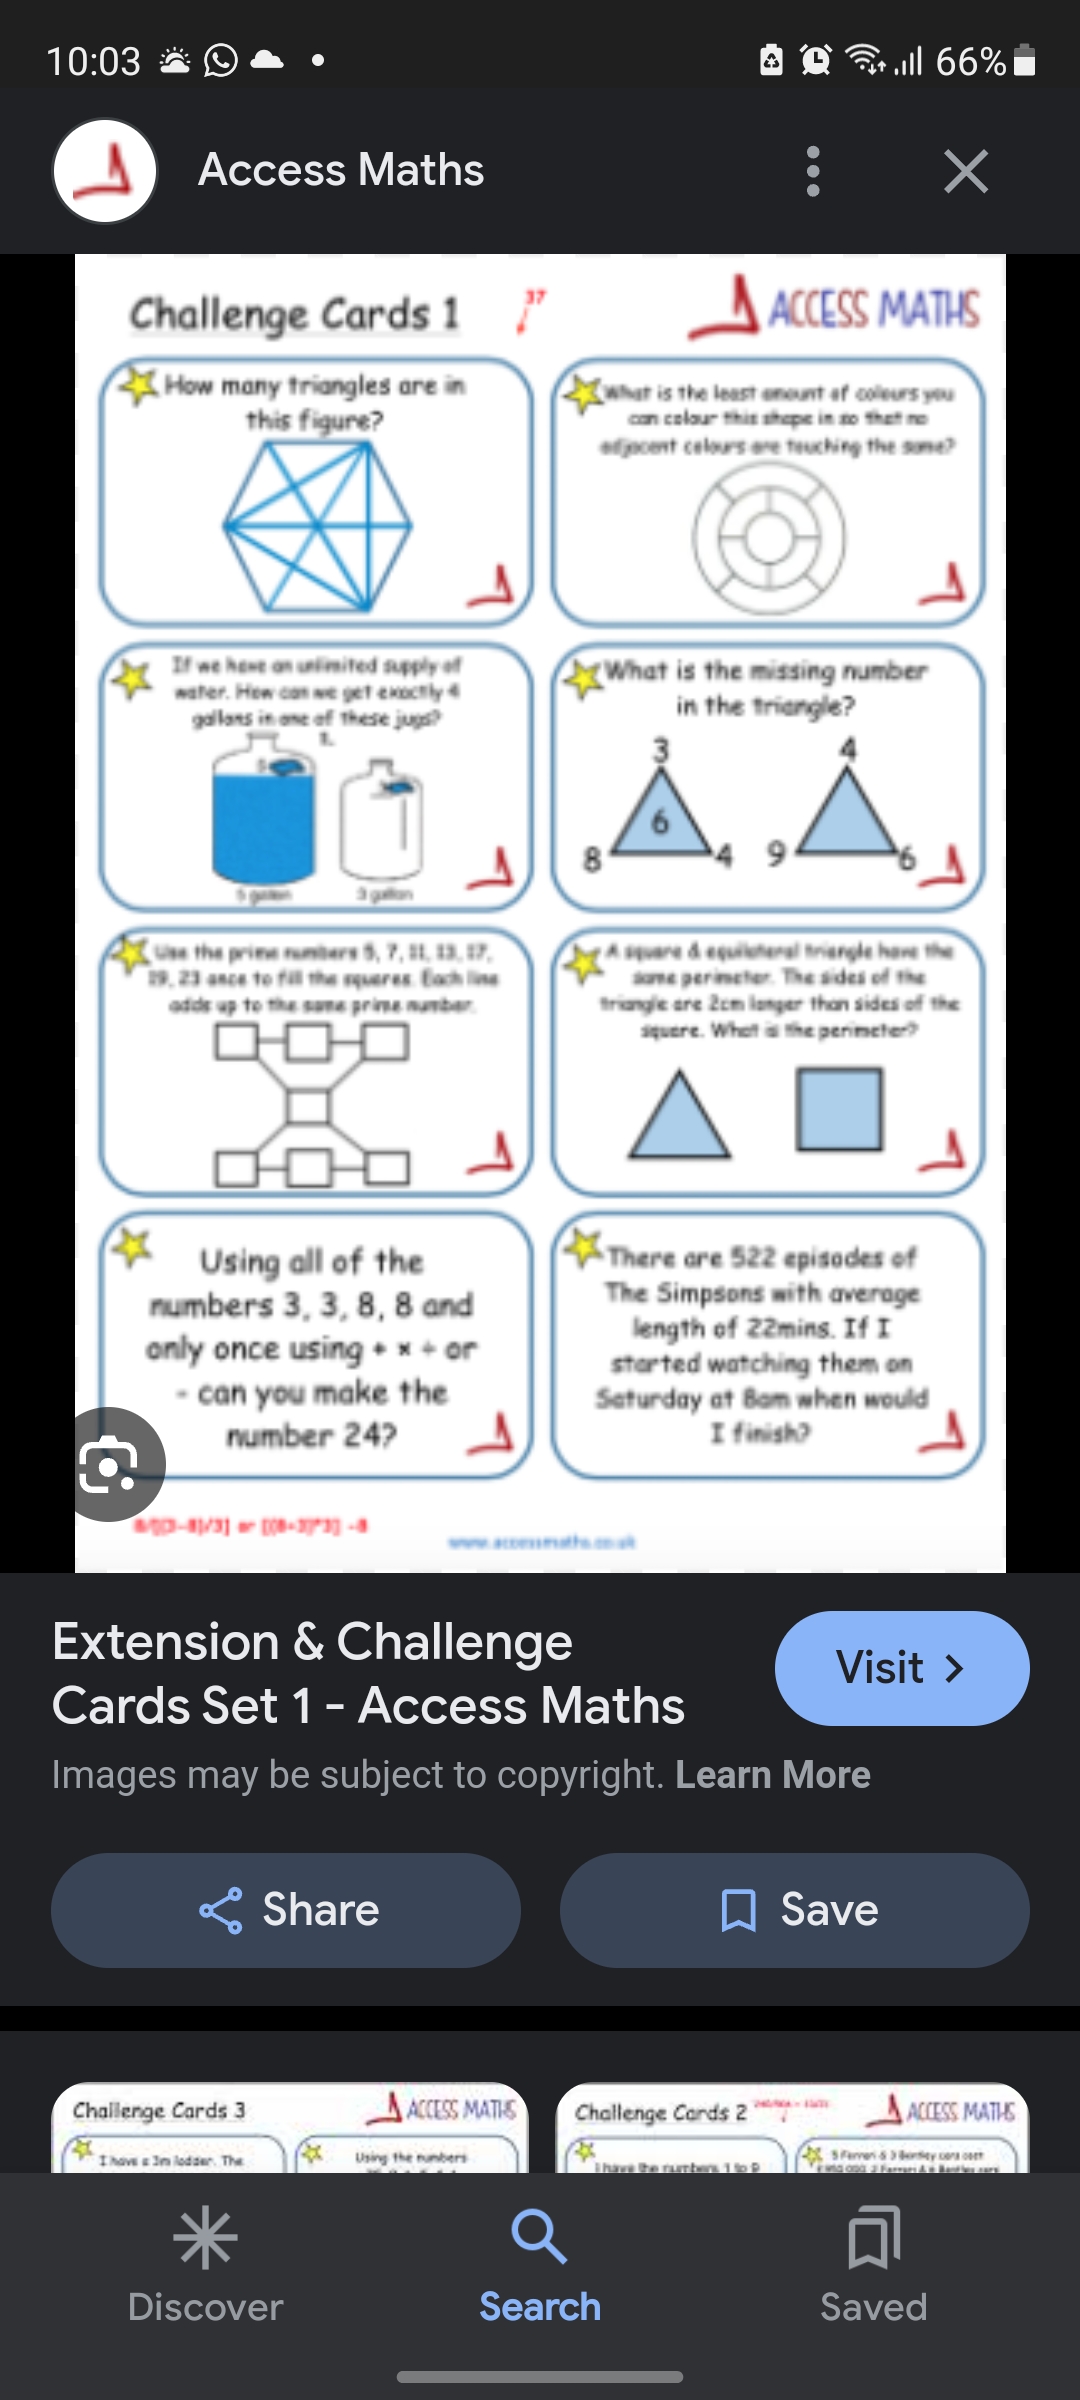 10:03
66%
Access Maths
Challenge Cards 1
37
ACCESS MATHS
How many triangles are in
this figure?
What is the least amount of colours you
can colour this shape in so that no
adjacent colours are touching the same?
If we have an unlimited supply of
water. How can we get exactly 4
gallons in one of these jugs?
1.
5 gallon
3 gallon
What is the missing number
in the triangle?
3
6
8
4
4
9
6
Use the prime numbers 5, 7, 11, 13, 17,
19, 23 once to fill the squares. Each line
adds up to the same prime number.
A square & equilateral triangle have the
same perimeter. The sides of the
triangle are 2cm longer than sides of the
square. What is the perimeter?
Using all of the
numbers 3, 3, 8, 8 and
only once using + × ÷ or
- can you make the
number 24?
There are 522 episodes of
The Simpsons with average
length of 22mins. If I
started watching them on
Saturday at 8am when would
I finish?
www.accessmaths.co.uk
Extension & Challenge
Cards Set 1 - Access Maths
Visit
Images may be subject to copyright. Learn More
Share
Save
Challenge Cards 3
ACCESS MATHS
I have a 3m ladder. The
Using the numbers
Challenge Cards 2
ACCESS MATHS
I have the numbers 1 to 9
5 Ferrari & 3 Bentley cars cost
Discover
Search
Saved